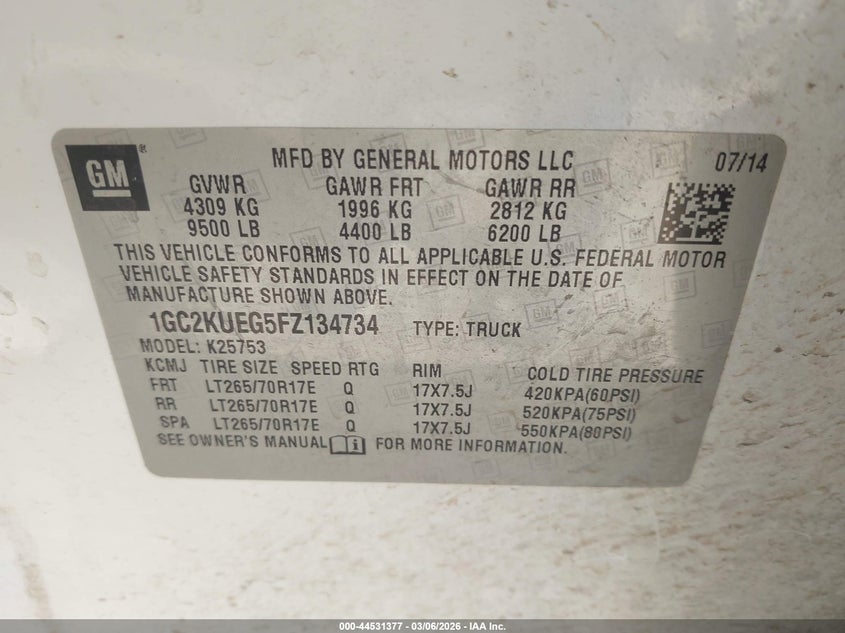 GM®
MFD BY GENERAL MOTORS LLC 07/14
GVWR GAWR FRT GAWR RR
4309 KG 1996 KG 2812 KG
9500 LB 4400 LB 6200 LB
THIS VEHICLE CONFORMS TO ALL APPLICABLE U.S. FEDERAL MOTOR
VEHICLE SAFETY STANDARDS IN EFFECT ON THE DATE OF
MANUFACTURE SHOWN ABOVE.
1GC2KUEG5FZ134734 TYPE: TRUCK
MODEL: K25753
KCMJ TIRE SIZE SPEED RTG RIM COLD TIRE PRESSURE
FRT LT265/70R17E Q 17X7.5J 420KPA(60PSI)
RR LT265/70R17E Q 17X7.5J 520KPA(75PSI)
SPA LT265/70R17E Q 17X7.5J 550KPA(80PSI)
SEE OWNER'S MANUAL FOR MORE INFORMATION.
000-44531377 — 03/06/2026 — IAA Inc.